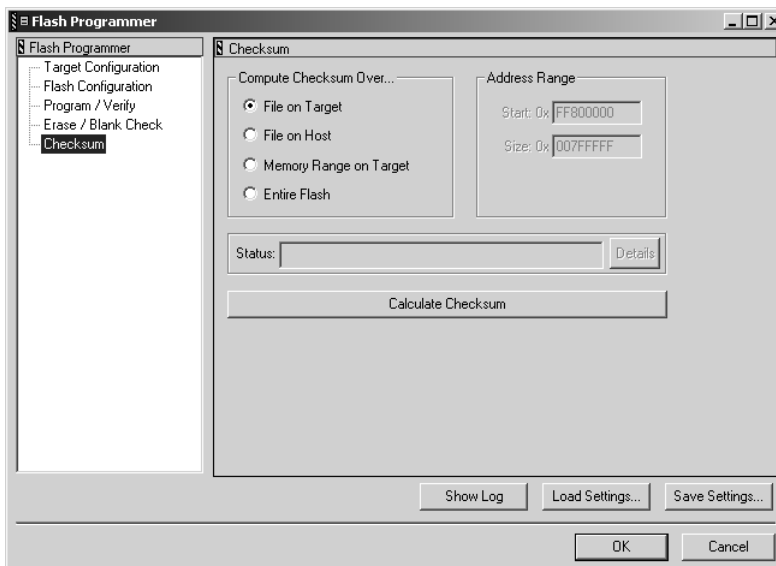 Flash Programmer
Flash Programmer
Target Configuration
Flash Configuration
Program / Verify
Erase / Blank Check
Checksum
Checksum
Compute Checksum Over...
File on Target
File on Host
Memory Range on Target
Entire Flash
Address Range
Start: 0x FF800000
Size: 0x 007FFFFF
Status:
Details
Calculate Checksum
Show Log
Load Settings...
Save Settings...
OK
Cancel